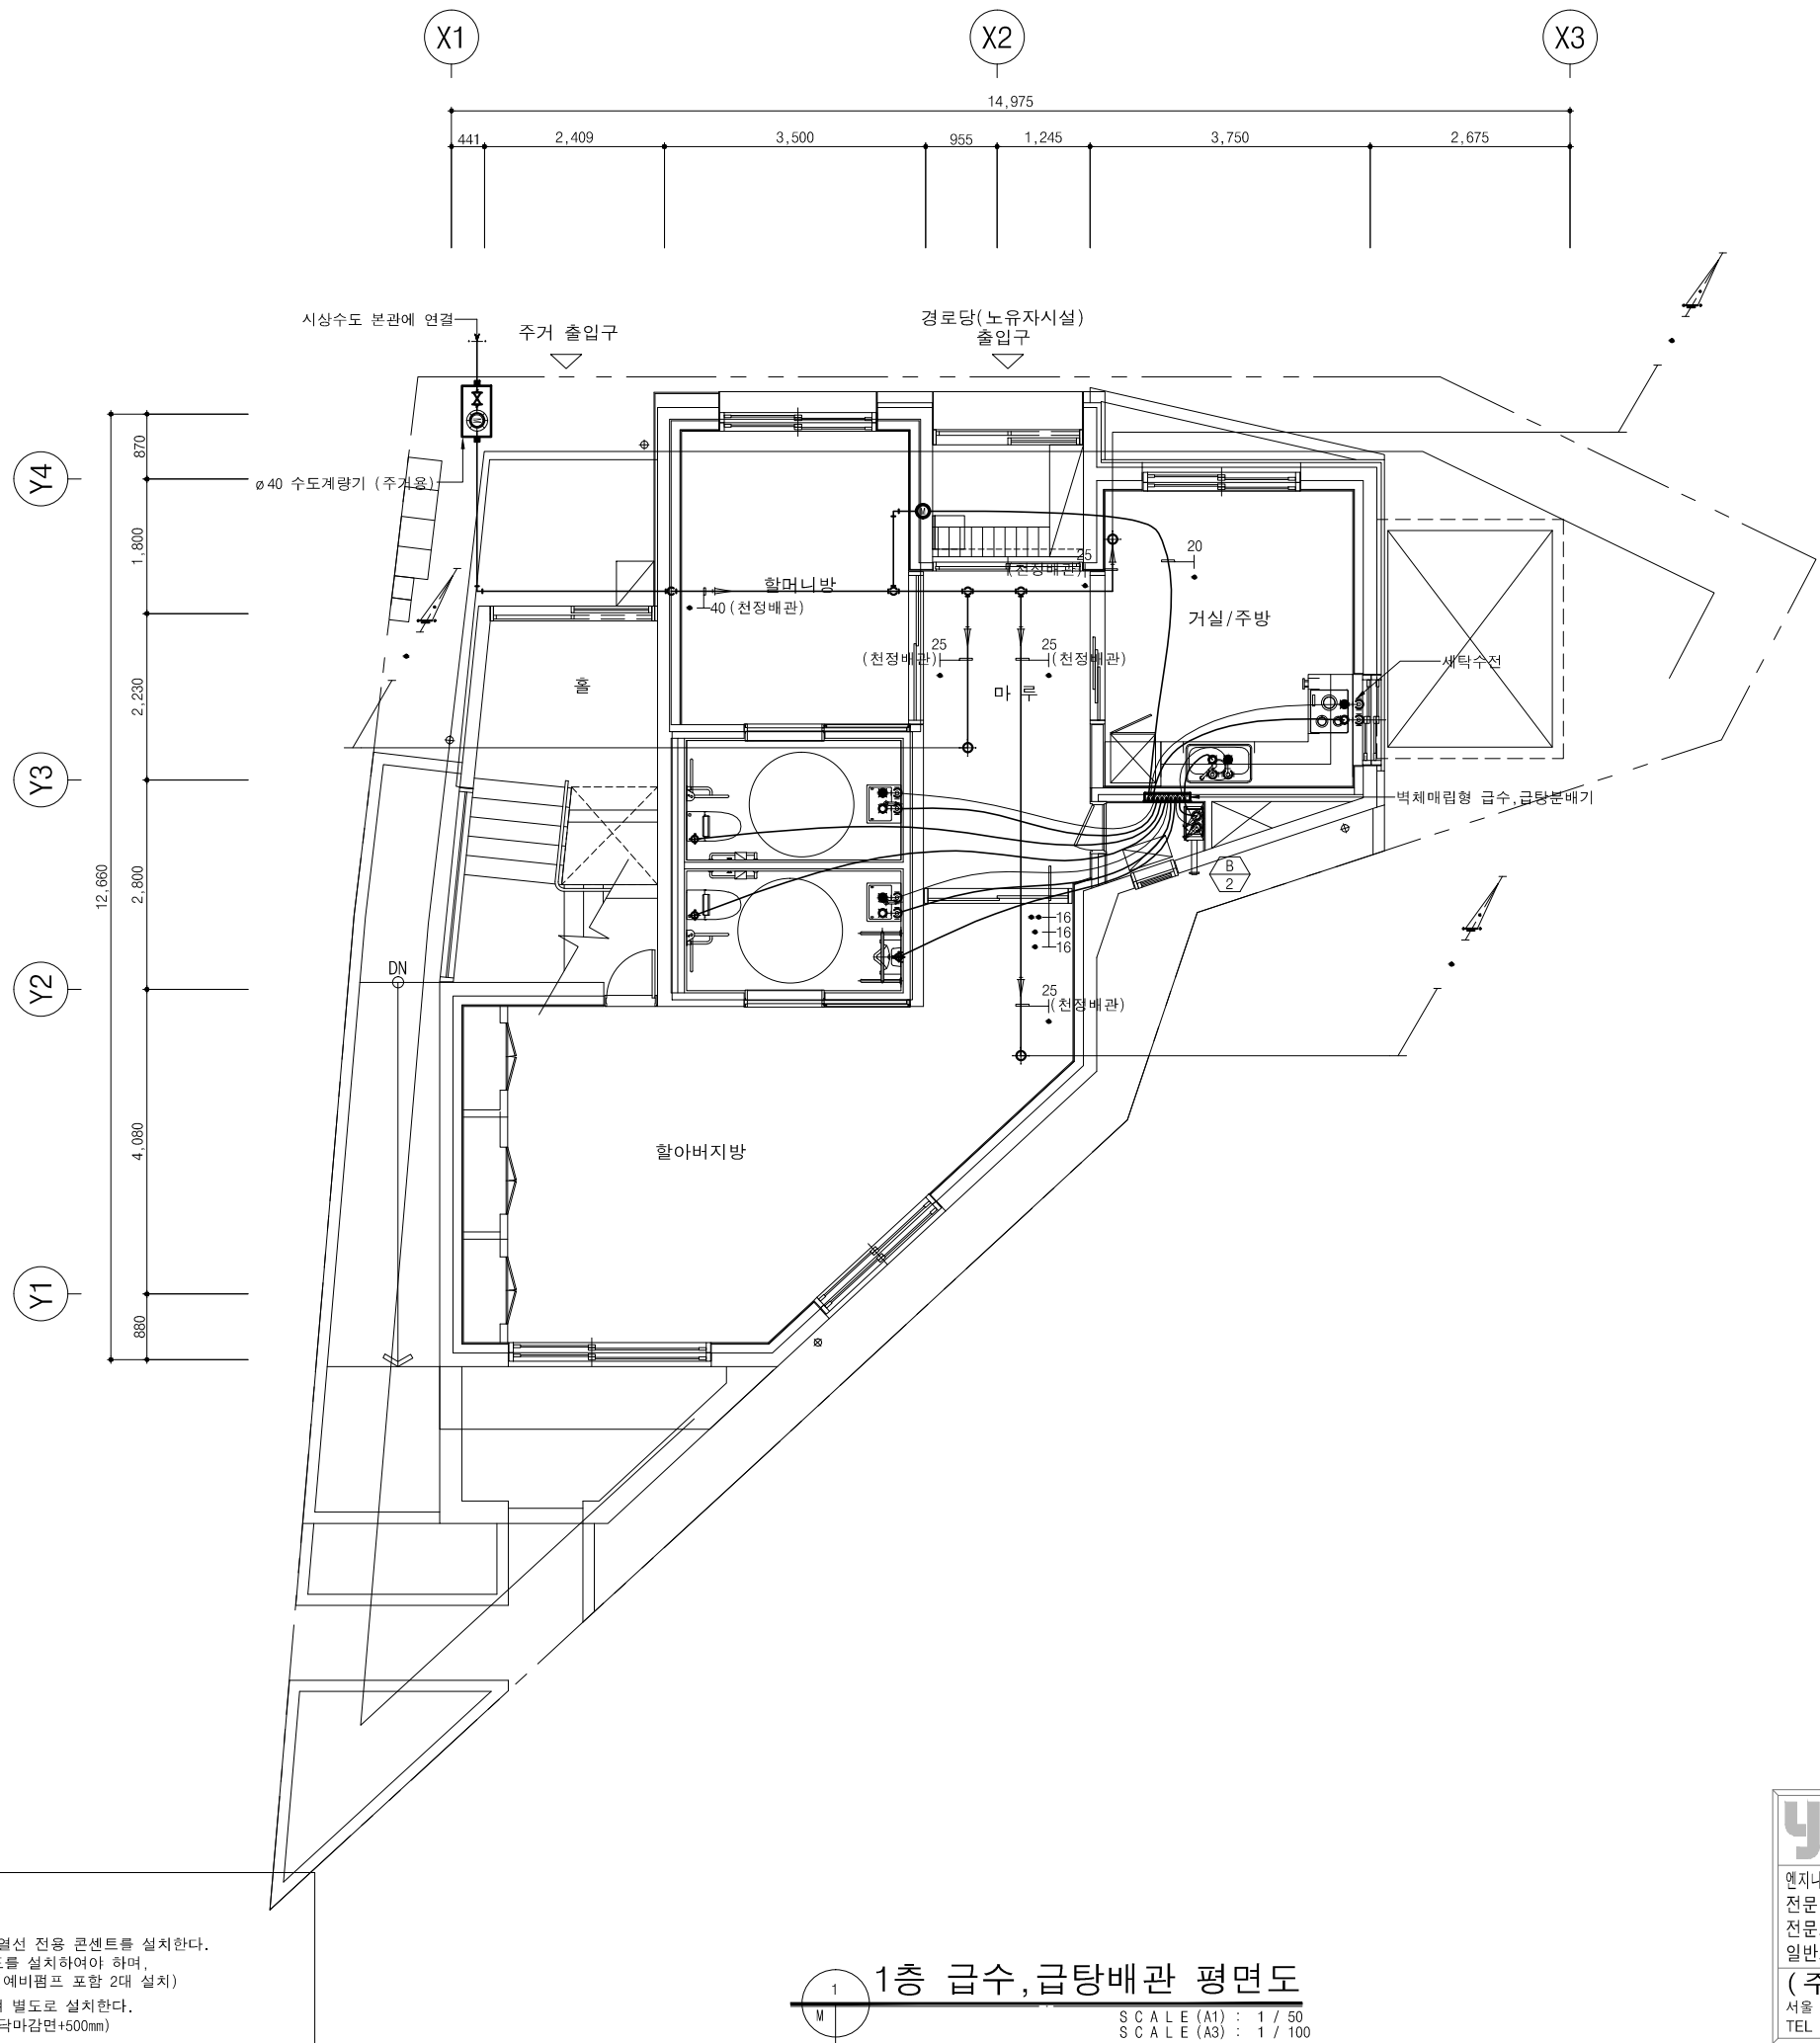 X1
X2
X3
14,975
441
2,409
3,500
955
1,245
3,750
2,675
시상수도 본관에 연결
주거 출입구
경로당(노유자시설)
출입구
870
Y4
ø40 수도계량기 (주거용)
M
1,800
25
(천정배관)
20
할머니방
40(천정배관)
거실/주방
25
(천정배관)
25
(천정배관)
세탁수전
홀
마 루
2,230
Y3
벽체매립형 급수,급탕분배기
12,660
2,800
B
2
16
16
16
DN
Y2
25
(천정배관)
4,080
할아버지방
Y1
880
열선 전용 콘센트를 설치한다.
를 설치하여야 하며,
예비펌프 포함 2대 설치)
별도로 설치한다.
닥마감면+500mm)
1
M
1층 급수,급탕배관 평면도
SCALE(A1) : 1 / 50
SCALE(A3) : 1 / 100
엔지니
전문
전문
일반
(주
서울
TEL